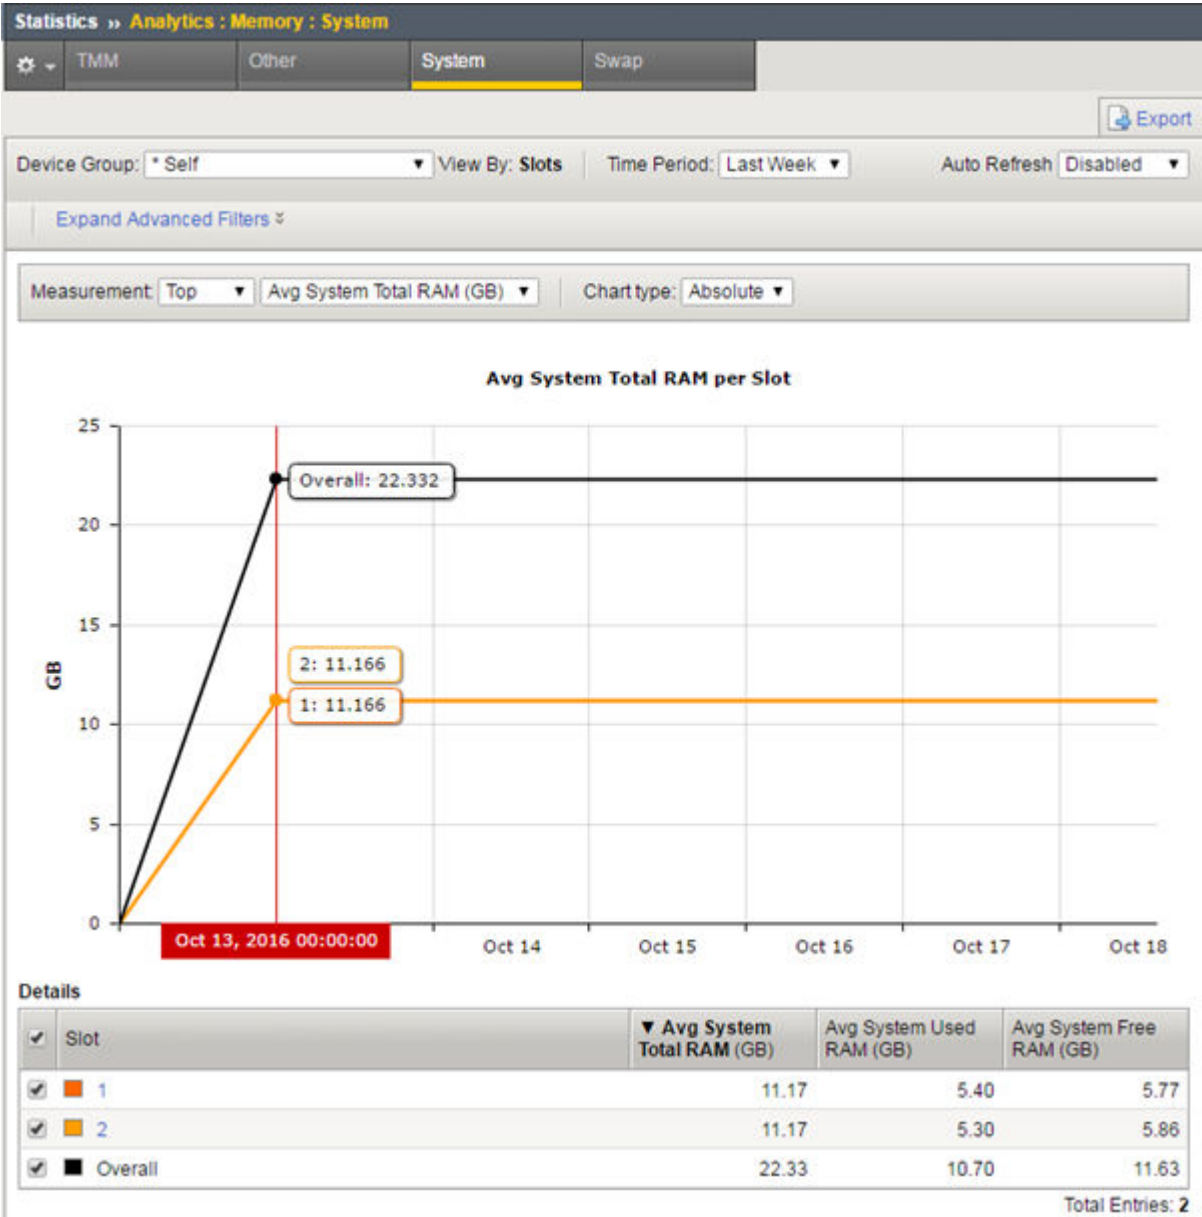 Statistics ›› Analytics : Memory : System
TMM Other System Swap
Export
Device Group: * Self View By: Slots Time Period: Last Week Auto Refresh Disabled
Expand Advanced Filters
Measurement: Top Avg System Total RAM (GB) Chart type: Absolute
Avg System Total RAM per Slot
25
Overall: 22.332
20
15
2: 11.166
GB
1: 11.166
10
5
0
Oct 13, 2016 00:00:00 Oct 14 Oct 15 Oct 16 Oct 17 Oct 18
Details
Slot ▼ Avg System Total RAM (GB) Avg System Used RAM (GB) Avg System Free RAM (GB)
1 11.17 5.40 5.77
2 11.17 5.30 5.86
Overall 22.33 10.70 11.63
Total Entries: 2